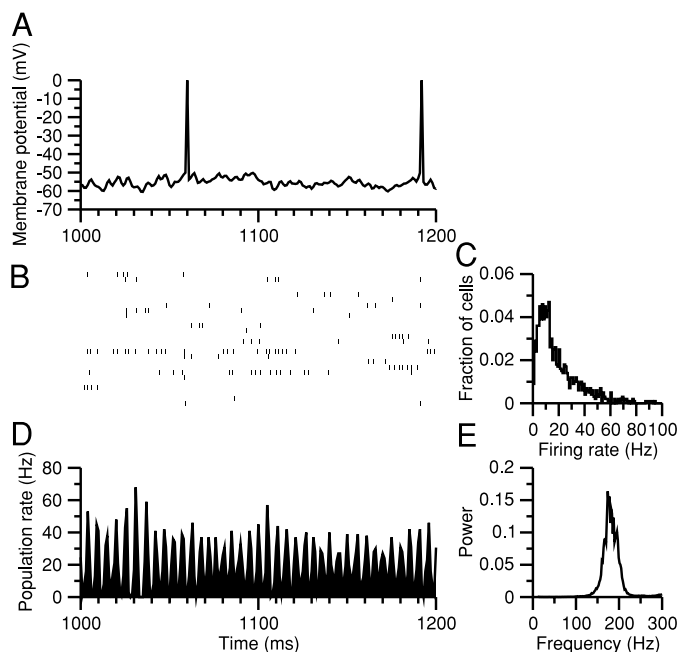 A
Membrane potential (mV)
0
-10
-20
-30
-40
-50
-60
-70
1000 1100 1200
B
C
Fraction of cells
0.06
0.04
0.02
0
0 20 40 60 80 100
Firing rate (Hz)
D
Population rate (Hz)
80
60
40
20
0
1000 1100 1200
Time (ms)
E
Power
0.2
0.15
0.1
0.05
0
0 100 200 300
Frequency (Hz)